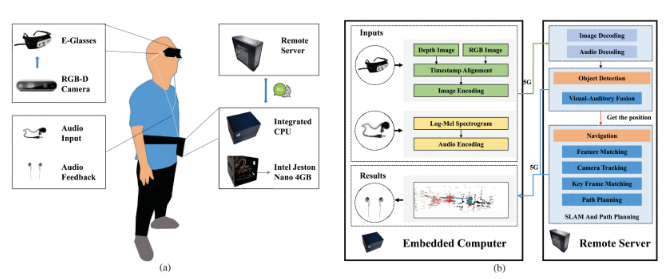 E-Glasses
RGB-D
Camera
Audio
Input
Audio
Feedback
Remote
Server
5G
Integrated
CPU
Intel Jeston
Nano 4GB
(a)
Inputs
Depth Image
RGB Image
Timestamp Alignment
Image Encoding
Log-Mel Spectrogram
Audio Encoding
Results
Embedded Computer
5G
5G
Image Decoding
Audio Decoding
Object Detection
Visual-Auditory Fusion
Get the position
Navigation
Feature Matching
Camera Tracking
Key Frame Matching
Path Planning
SLAM And Path Planning
Remote Server
(b)